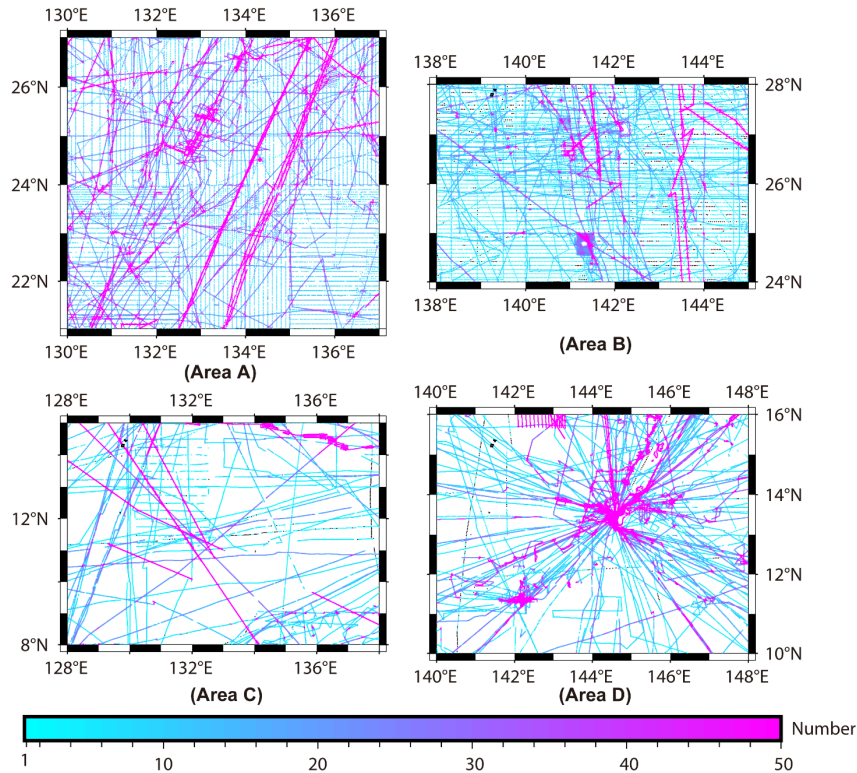 130°E 132°E 134°E 136°E
26°N
24°N
22°N
130°E 132°E 134°E 136°E
(Area A)
138°E 140°E 142°E 144°E
28°N
26°N
24°N
138°E 140°E 142°E 144°E
(Area B)
128°E 132°E 136°E
12°N
8°N
128°E 132°E 136°E
(Area C)
140°E 142°E 144°E 146°E 148°E
16°N
14°N
12°N
10°N
140°E 142°E 144°E 146°E 148°E
(Area D)
Number
1 10 20 30 40 50